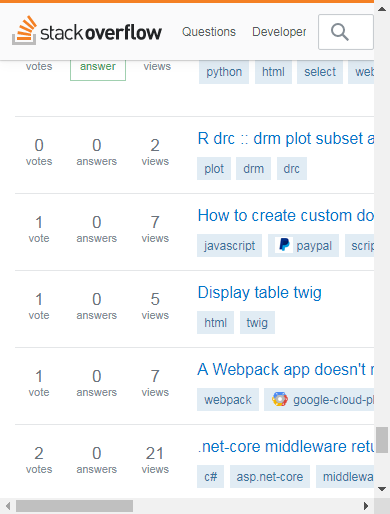 stackoverflow Questions Developer
votes answer views
python html select web
0 0 2 R drc :: drm plot subset a
votes answers views
plot drm drc
1 0 7 How to create custom do
vote answers views
javascript paypal scrip
1 0 5 Display table twig
vote answers views
html twig
1 0 7 A Webpack app doesn't r
vote answers views
webpack google-cloud-pl
2 0 21 .net-core middleware retu
votes answers views
c# asp.net-core middlewa